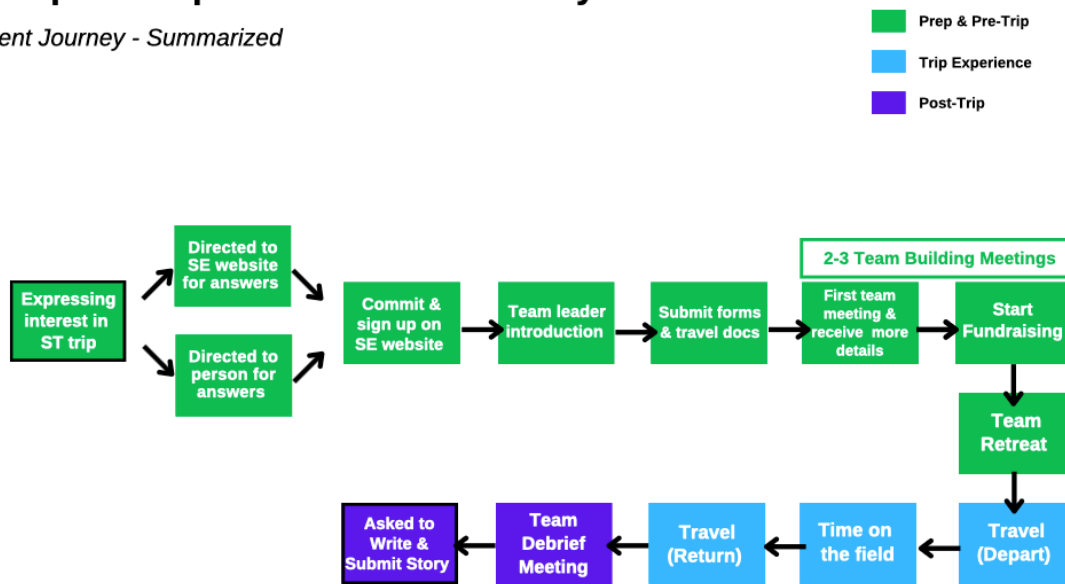 ent Journey - Summarized
Prep & Pre-Trip
Trip Experience
Post-Trip
Expressing
interest in
ST trip
Directed to
SE website
for answers
Directed to
person for
answers
Commit &
sign up on
SE website
Team leader
introduction
Submit forms
& travel docs
2-3 Team Building Meetings
First team
meeting &
receive more
details
Start
Fundraising
Team
Retreat
Travel
(Depart)
Time on
the field
Travel
(Return)
Team
Debrief
Meeting
Asked to
Write &
Submit Story